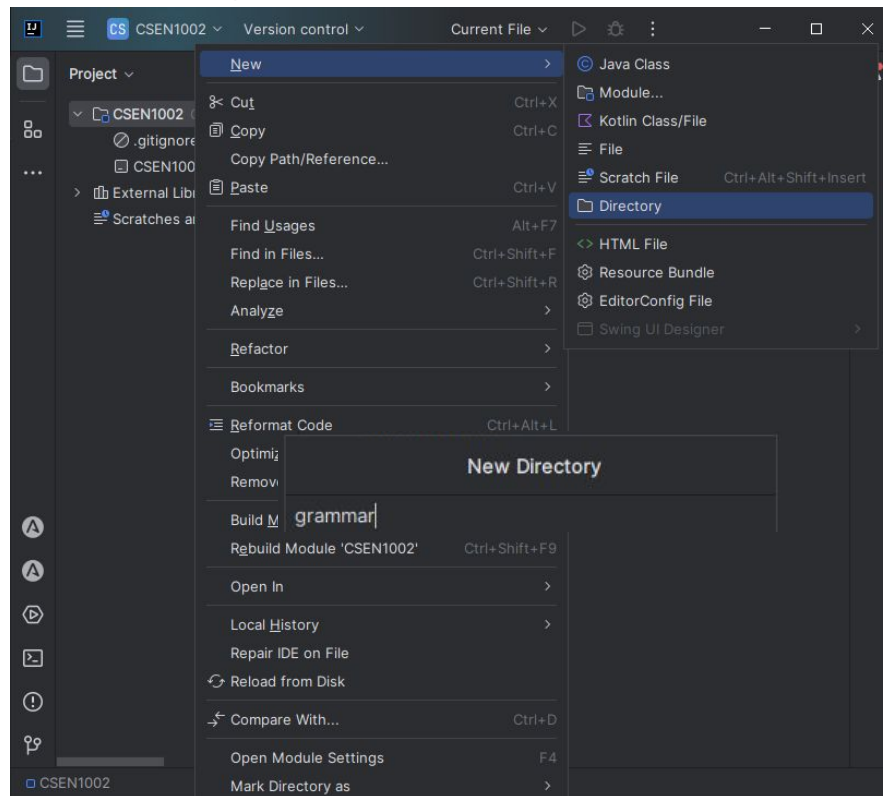 CS CSEN1002 Version control Current File
Project
CSEN1002
.gitignore
CSEN100
External Lib
Scratches a
New
Cut Ctrl+X
Copy Ctrl+C
Copy Path/Reference...
Paste Ctrl+V
Find Usages Alt+F7
Find in Files... Ctrl+Shift+F
Replace in Files... Ctrl+Shift+R
Analyze
Refactor
Bookmarks
Reformat Code Ctrl+Alt+L
Optimiz
Remov
Build M
Rebuild Module 'CSEN1002' Ctrl+Shift+F9
Open In
Local History
Repair IDE on File
Reload from Disk
Compare With... Ctrl+D
Open Module Settings F4
Mark Directory as
Java Class
Module...
Kotlin Class/File
File
Scratch File Ctrl+Alt+Shift+Insert
Directory
HTML File
Resource Bundle
EditorConfig File
Swing UI Designer
New Directory
grammar
CSEN1002